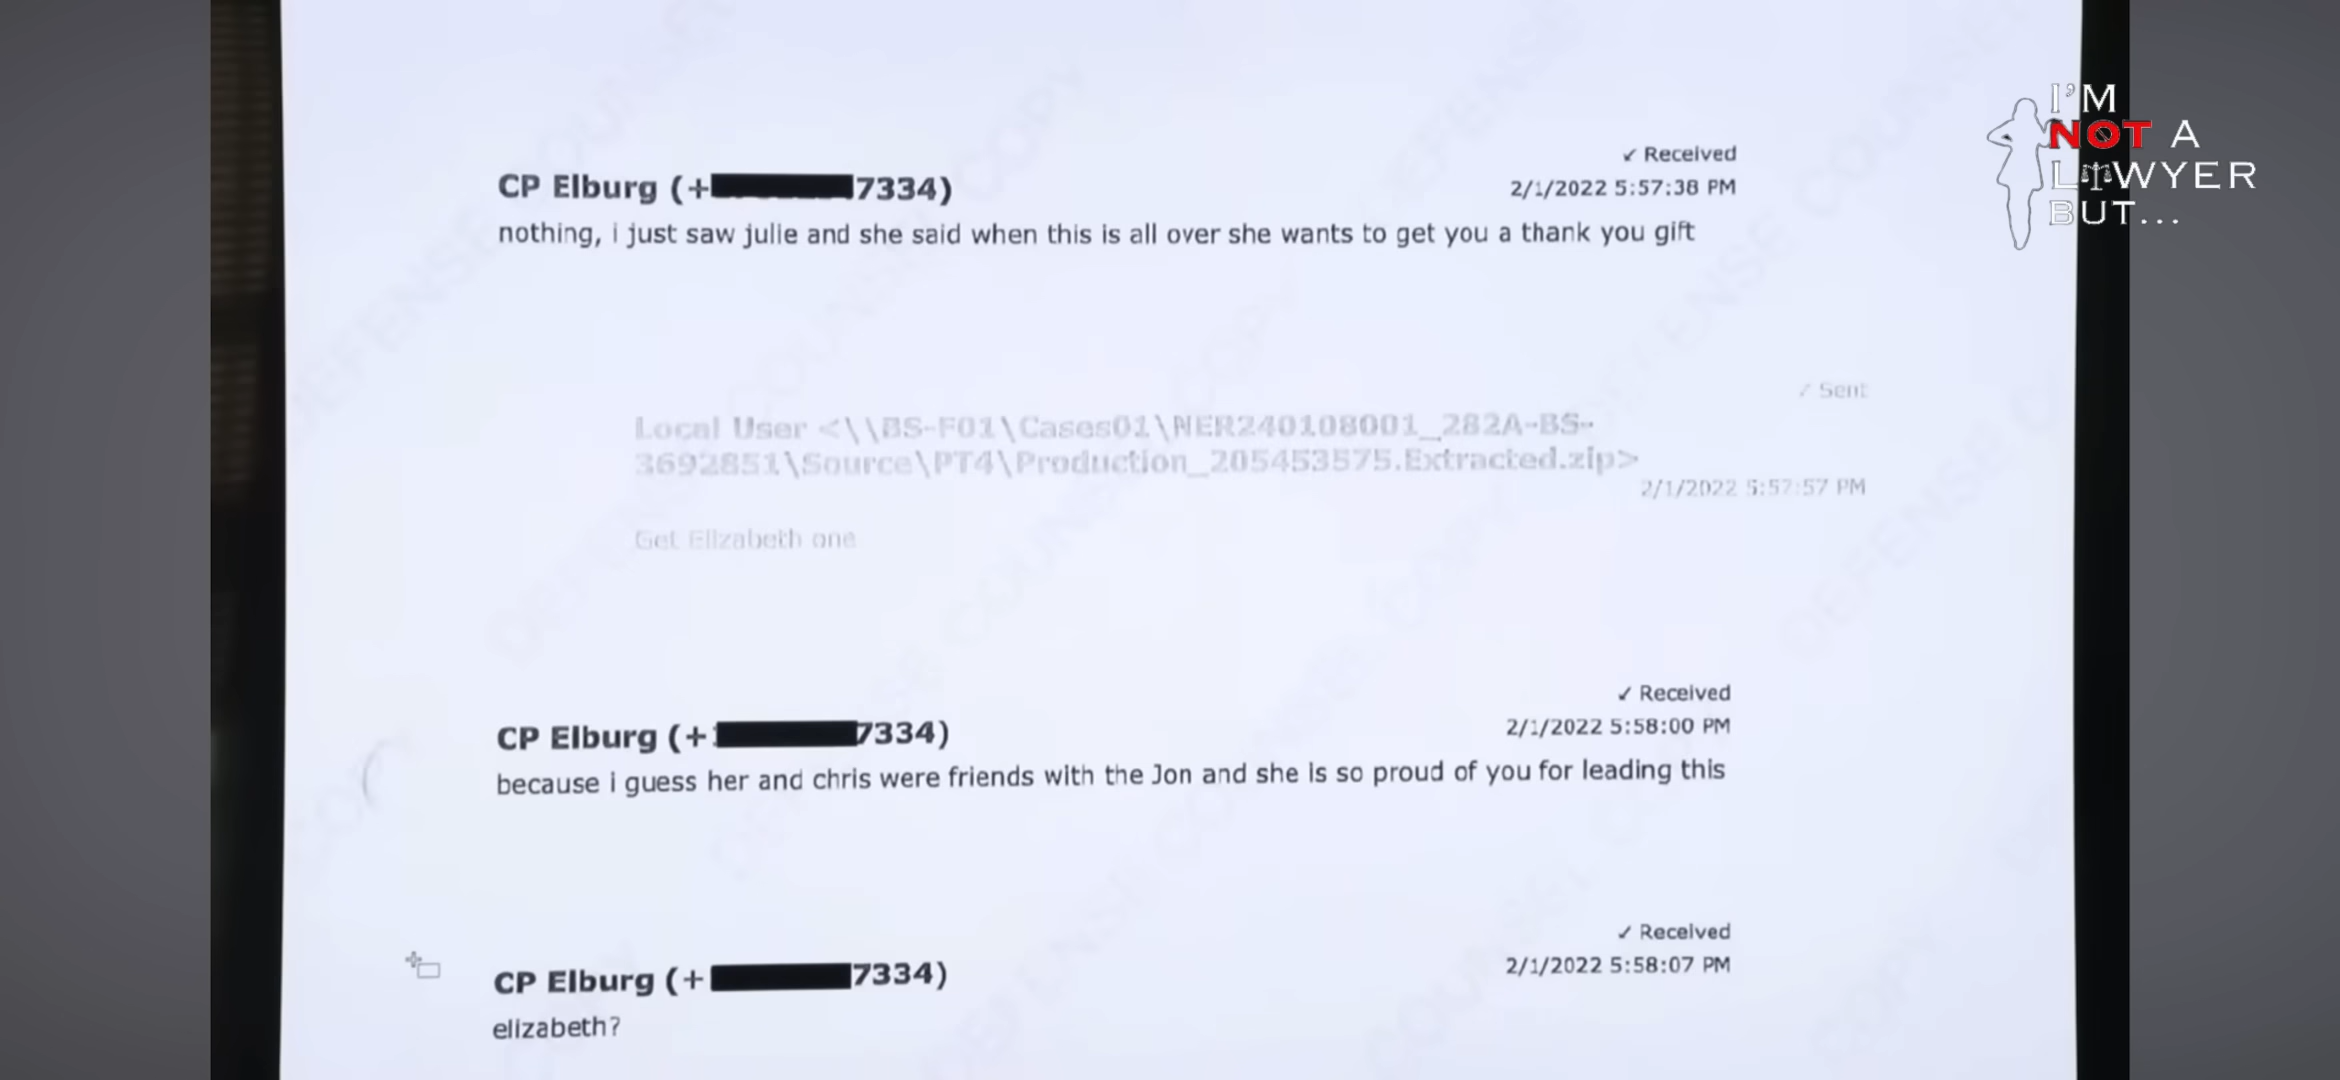 I'M
NOT A
LAWYER
BUT...
✓ Received
CP Elburg (+ 7334)
2/1/2022 5:57:38 PM
nothing, i just saw julie and she said when this is all over she wants to get you a thank you gift
✓ Sent
Local User <\\BS-F01\Cases01\NER240108001_282A-BS-
3692851\Source\PT4\Production_205453575.Extracted.zip>
2/1/2022 5:57:57 PM
Get Elizabeth one
✓ Received
CP Elburg (+ 7334)
2/1/2022 5:58:00 PM
because i guess her and chris were friends with the Jon and she is so proud of you for leading this
✓ Received
CP Elburg (+ 7334)
2/1/2022 5:58:07 PM
elizabeth?
DEFENSE COUNSEL COPY